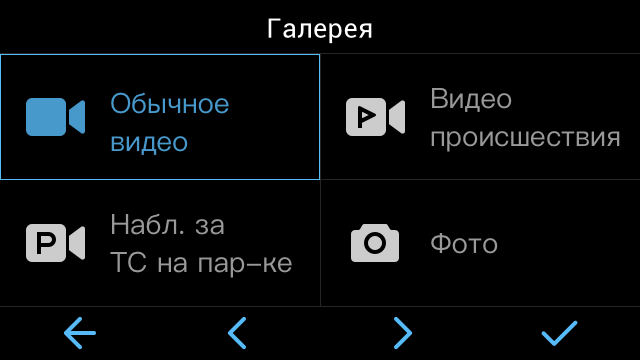 Галерея
Обычное
видео
Видео
происшествия
Набл. за
ТС на пар-ке
Фото